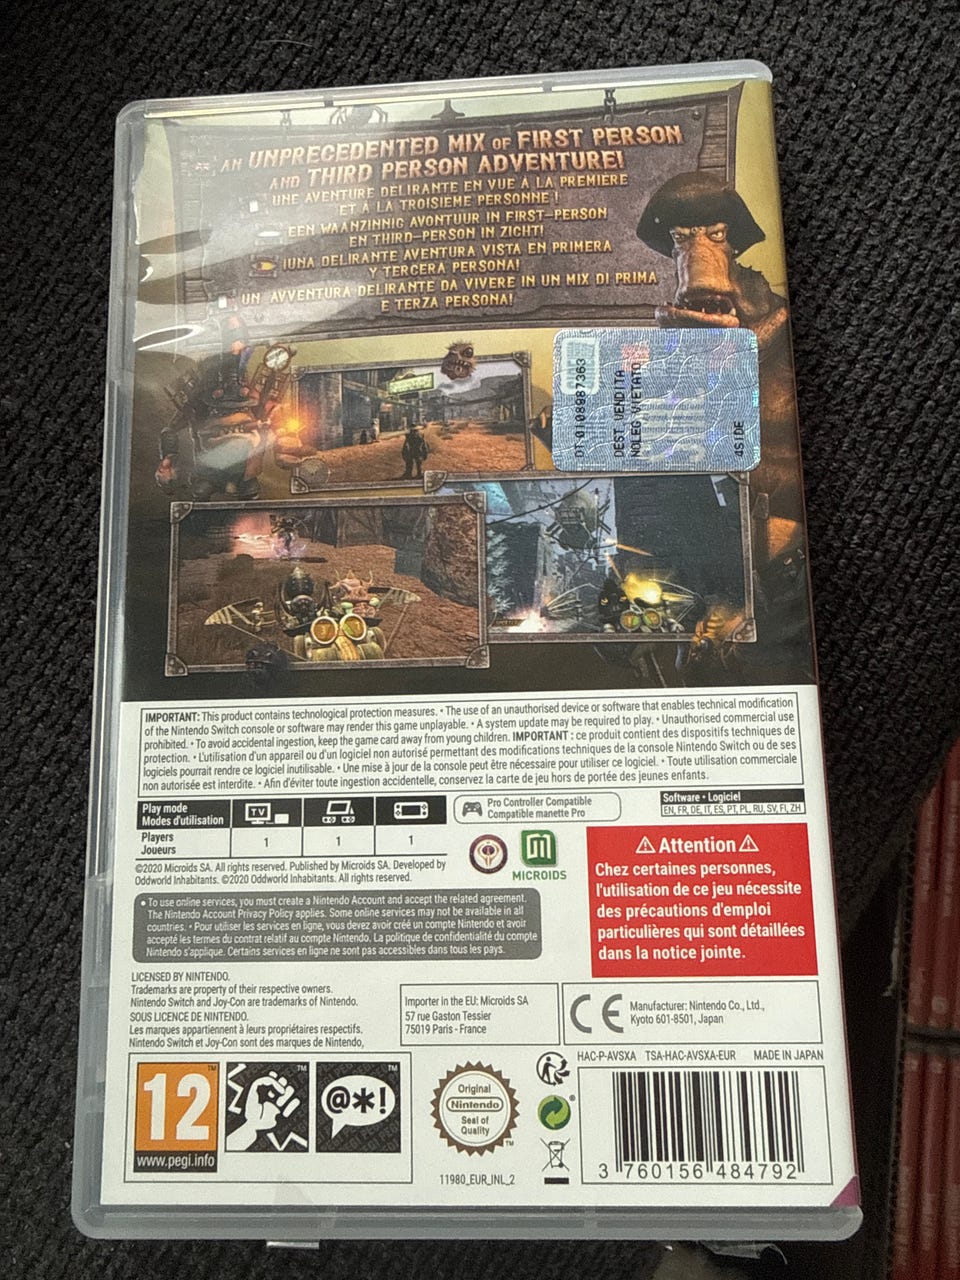 AN UNPRECEDENTED MIX OF FIRST PERSON
AND THIRD PERSON ADVENTURE!
UNE AVENTURE DÉLIRANTE EN VUE À LA PREMIÈRE
ET À LA TROISIÈME PERSONNE !
EEN WAANZINNIG AVONTUUR IN FIRST-PERSON
EN THIRD-PERSON IN ZICHT!
¡UNA DELIRANTE AVENTURA VISTA EN PRIMERA
Y TERCERA PERSONA!
UN AVVENTURA DELIRANTE DA VIVERE IN UN MIX DI PRIMA
E TERZA PERSONA!
DT 0108987363
DEST VENDITA
NOLEG VIETATO
4SIDE
IMPORTANT: This product contains technological protection measures. • The use of an unauthorised device or software that enables technical modification
of the Nintendo Switch console or software may render this game unplayable. • A system update may be required to play. • Unauthorised commercial use
prohibited. • To avoid accidental ingestion, keep the game card away from young children. IMPORTANT : ce produit contient des dispositifs techniques de
protection. • L'utilisation d'un appareil ou d'un logiciel non autorisé permettant des modifications techniques de la console Nintendo Switch ou de ses
logiciels pourrait rendre ce logiciel inutilisable. • Une mise à jour de la console peut être nécessaire pour utiliser ce logiciel. • Toute utilisation commerciale
non autorisée est interdite. • Afin d'éviter toute ingestion accidentelle, conservez la carte de jeu hors de portée des jeunes enfants.
Play mode
Modes d'utilisation
TV
Pro Controller Compatible
Compatible manette Pro
Software • Logiciel
EN, FR, DE, IT, ES, PT, PL, RU, SV, FI, ZH
Players
Joueurs
1 1 1
MICROIDS
©2020 Microids SA. All rights reserved. Published by Microids SA. Developed by
Oddworld Inhabitants. ©2020 Oddworld Inhabitants. All rights reserved.
• To use online services, you must create a Nintendo Account and accept the related agreement.
The Nintendo Account Privacy Policy applies. Some online services may not be available in all
countries. • Pour utiliser les services en ligne, vous devez avoir créé un compte Nintendo et avoir
accepté les termes du contrat relatif au compte Nintendo. La politique de confidentialité du compte
Nintendo s'applique. Certains services en ligne ne sont pas accessibles dans tous les pays.
Attention
Chez certaines personnes,
l'utilisation de ce jeu nécessite
des précautions d'emploi
particulières qui sont détaillées
dans la notice jointe.
LICENSED BY NINTENDO.
Trademarks are property of their respective owners.
Nintendo Switch and Joy-Con are trademarks of Nintendo.
SOUS LICENCE DE NINTENDO.
Les marques appartiennent à leurs propriétaires respectifs.
Nintendo Switch et Joy-Con sont des marques de Nintendo,
Importer in the EU: Microids SA
57 rue Gaston Tessier
75019 Paris - France
CE
Manufacturer: Nintendo Co., Ltd.,
Kyoto 601-8501, Japan
HAC-P-AVSXA TSA-HAC-AVSXA-EUR MADE IN JAPAN
12
www.pegi.info
@*!
TM
TM
TM
Original
Nintendo
Seal of
Quality
TM
11980_EUR_INL_2
3 760156 484792